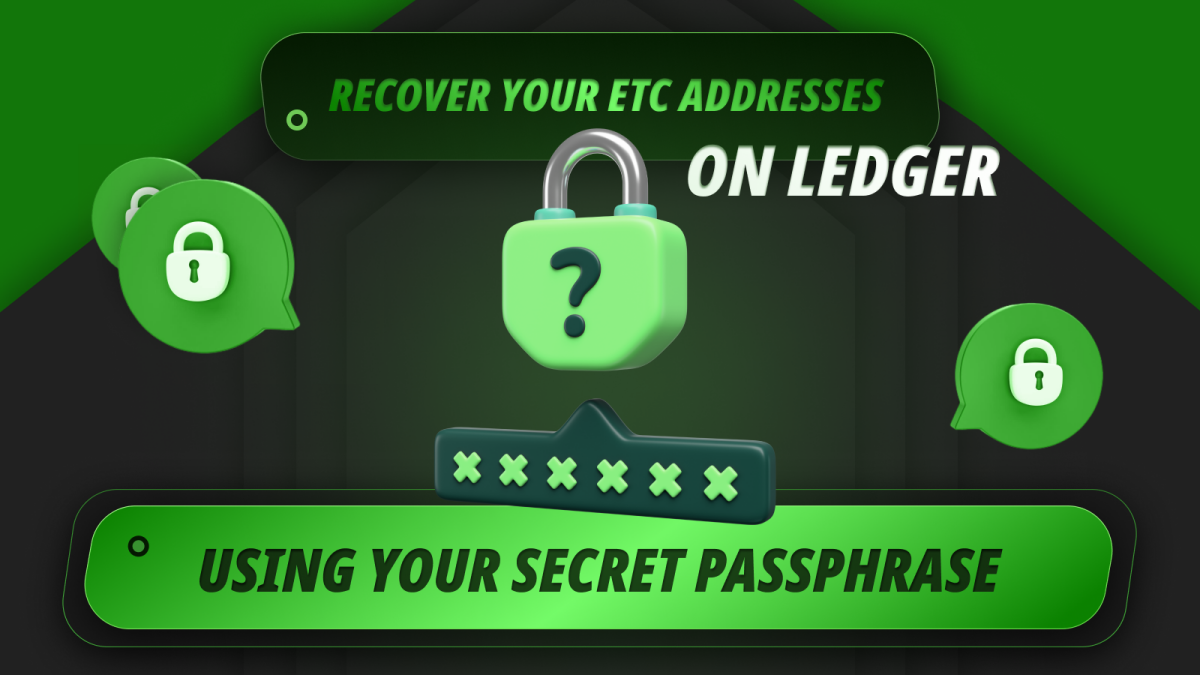 RECOVER YOUR ETC ADDRESSES
ON LEDGER
?
USING YOUR SECRET PASSPHRASE